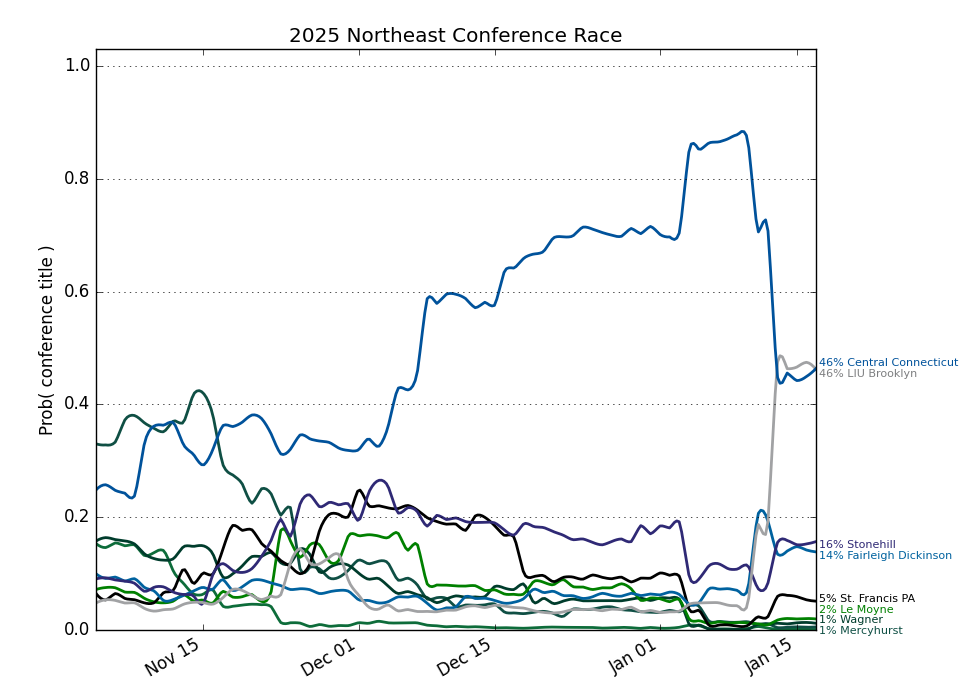 2025 Northeast Conference Race
Prob( conference title )
1.0
0.8
0.6
0.4
0.2
0.0
46% Central Connecticut
46% LIU Brooklyn
16% Stonehill
14% Fairleigh Dickinson
5% St. Francis PA
2% Le Moyne
1% Wagner
1% Mercyhurst
Nov 15
Dec 01
Dec 15
Jan 01
Jan 15